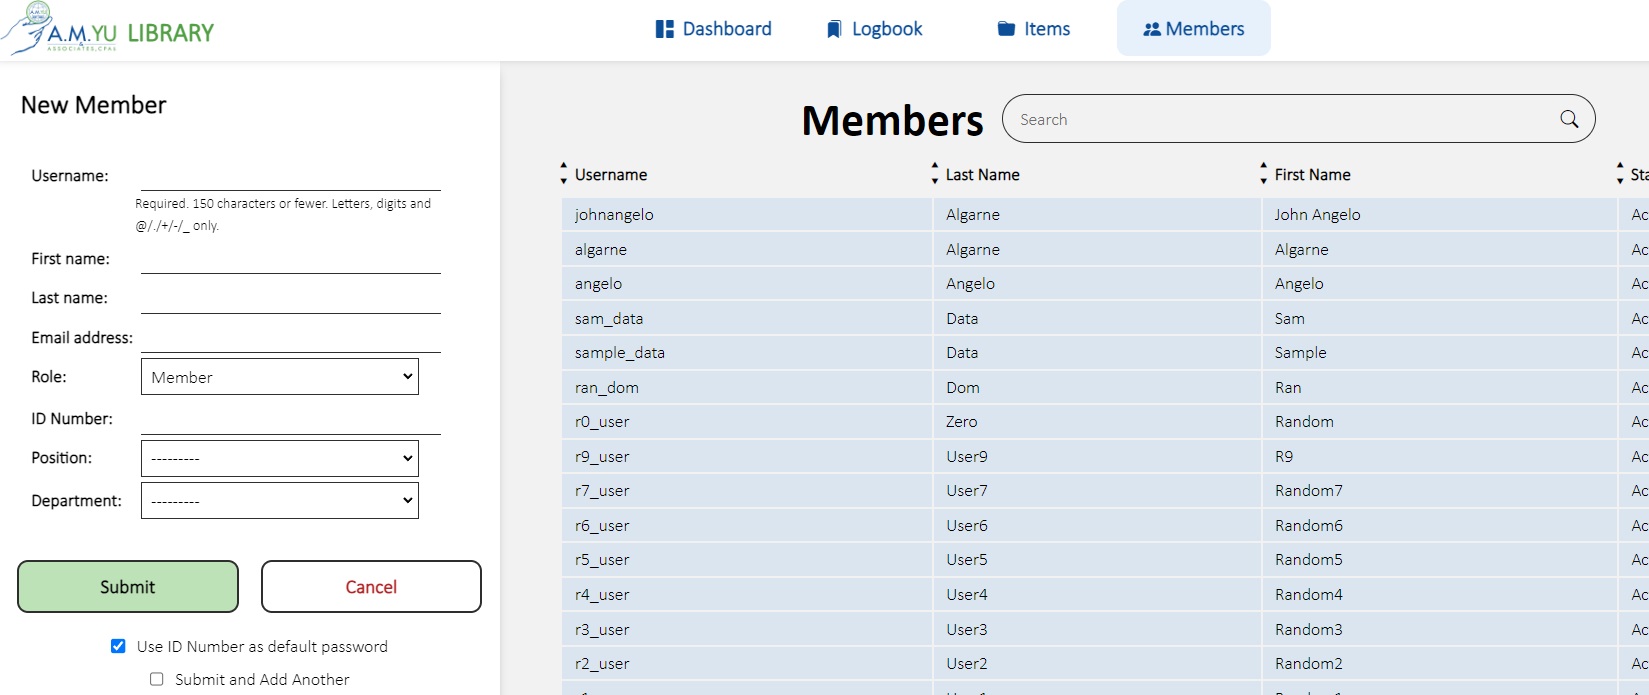 A.M.YU LIBRARY
ASSOCIATES, CPAS
Dashboard
Logbook
Items
Members
New Member
Username:
Required. 150 characters or fewer. Letters, digits and
@/./+/-/_ only.
First name:
Last name:
Email address:
Role:
Member
ID Number:
Position:
---------
Department:
---------
Submit
Cancel
Use ID Number as default password
Submit and Add Another
Members
Search
Username Last Name First Name Sta
johnangelo Algarne John Angelo Ac
algarne Algarne Algarne Ac
angelo Angelo Angelo Ac
sam_data Data Sam Ac
sample_data Data Sample Ac
ran_dom Dom Ran Ac
r0_user Zero Random Ac
r9_user User9 R9 Ac
r7_user User7 Random7 Ac
r6_user User6 Random6 Ac
r5_user User5 Random5 Ac
r4_user User4 Random4 Ac
r3_user User3 Random3 Ac
r2_user User2 Random2 Ac